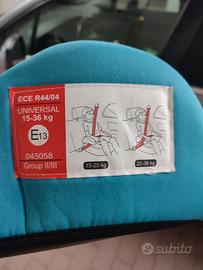 ECE R44/04
UNIVERSAL
15-36 kg
E13
045058
Group II/III
15-25 kg
22-36 kg
subito